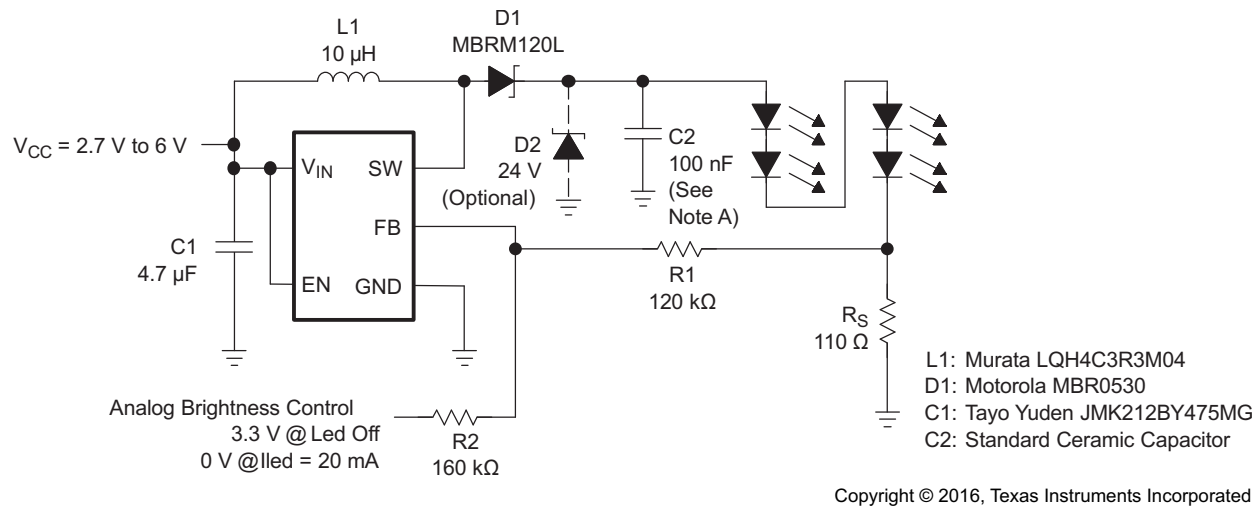 L1
10 µH
D1
MBRM120L
VCC = 2.7 V to 6 V
VIN
SW
FB
EN
GND
C1
4.7 µF
D2
24 V
(Optional)
C2
100 nF
(See
Note A)
R1
120 kΩ
RS
110 Ω
Analog Brightness Control
3.3 V @ Led Off
0 V @ Iled = 20 mA
R2
160 kΩ
L1: Murata LQH4C3R3M04
D1: Motorola MBR0530
C1: Tayo Yuden JMK212BY475MG
C2: Standard Ceramic Capacitor
Copyright © 2016, Texas Instruments Incorporated